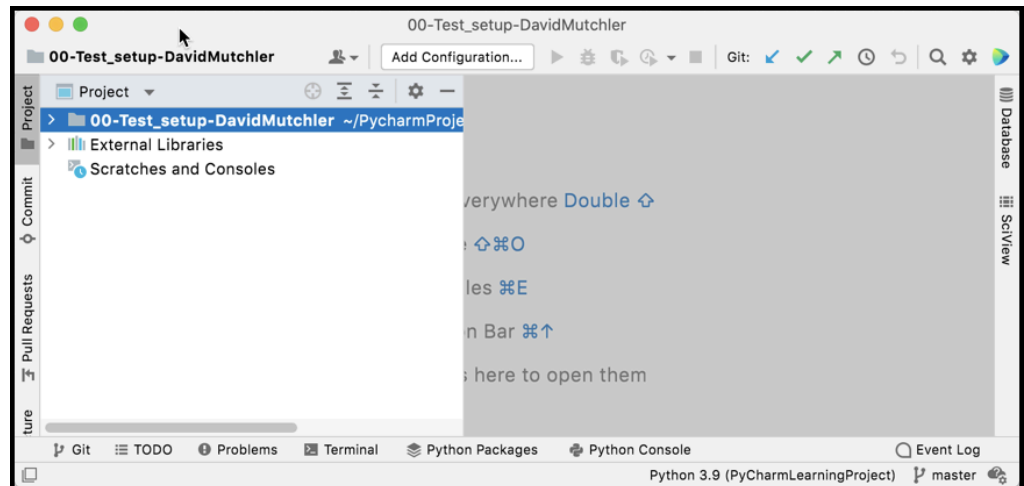 00-Test_setup-DavidMutchler
00-Test_setup-DavidMutchler Add Configuration... Git:
Project
Project
00-Test_setup-DavidMutchler ~/PycharmProje
External Libraries
Scratches and Consoles
Commit
Pull Requests
ture
verywhere Double ⇧
⇧⌘O
les ⌘E
n Bar ⌘↑
s here to open them
Database
SciView
Git TODO Problems Terminal Python Packages Python Console Event Log
Python 3.9 (PyCharmLearningProject) master